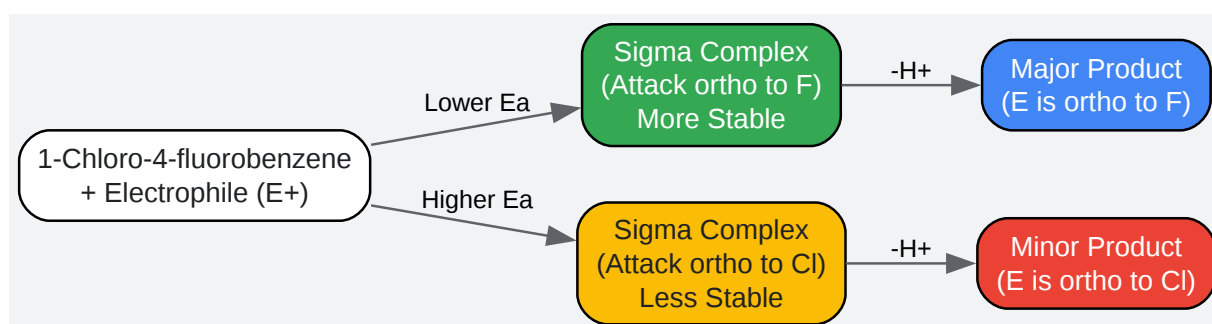 1-Chloro-4-fluorobenzene
+ Electrophile (E+)
Lower Ea
Higher Ea
Sigma Complex
(Attack ortho to F)
More Stable
-H+
Major Product
(E is ortho to F)
Sigma Complex
(Attack ortho to Cl)
Less Stable
-H+
Minor Product
(E is ortho to Cl)